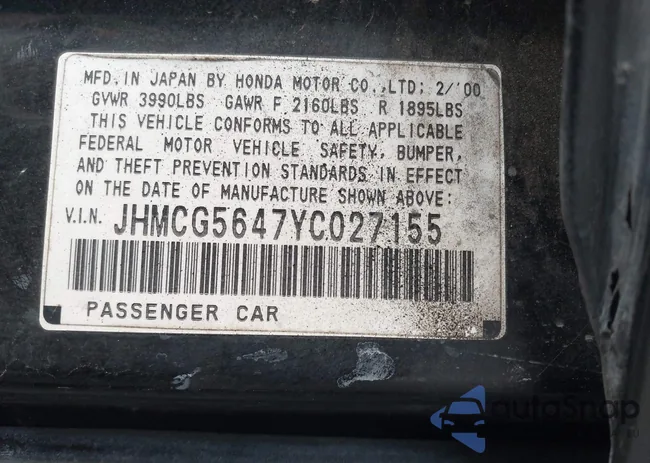 MFD. IN JAPAN BY HONDA MOTOR CO.,LTD; 2/'00
GVWR 3990LBS GAWR F 2160LBS R 1895LBS
THIS VEHICLE CONFORMS TO ALL APPLICABLE
FEDERAL MOTOR VEHICLE SAFETY, BUMPER,
AND THEFT PREVENTION STANDARDS IN EFFECT
ON THE DATE OF MANUFACTURE SHOWN ABOVE:
V.I.N. JHMCG5647YC027155
PASSENGER CAR
autoSnap